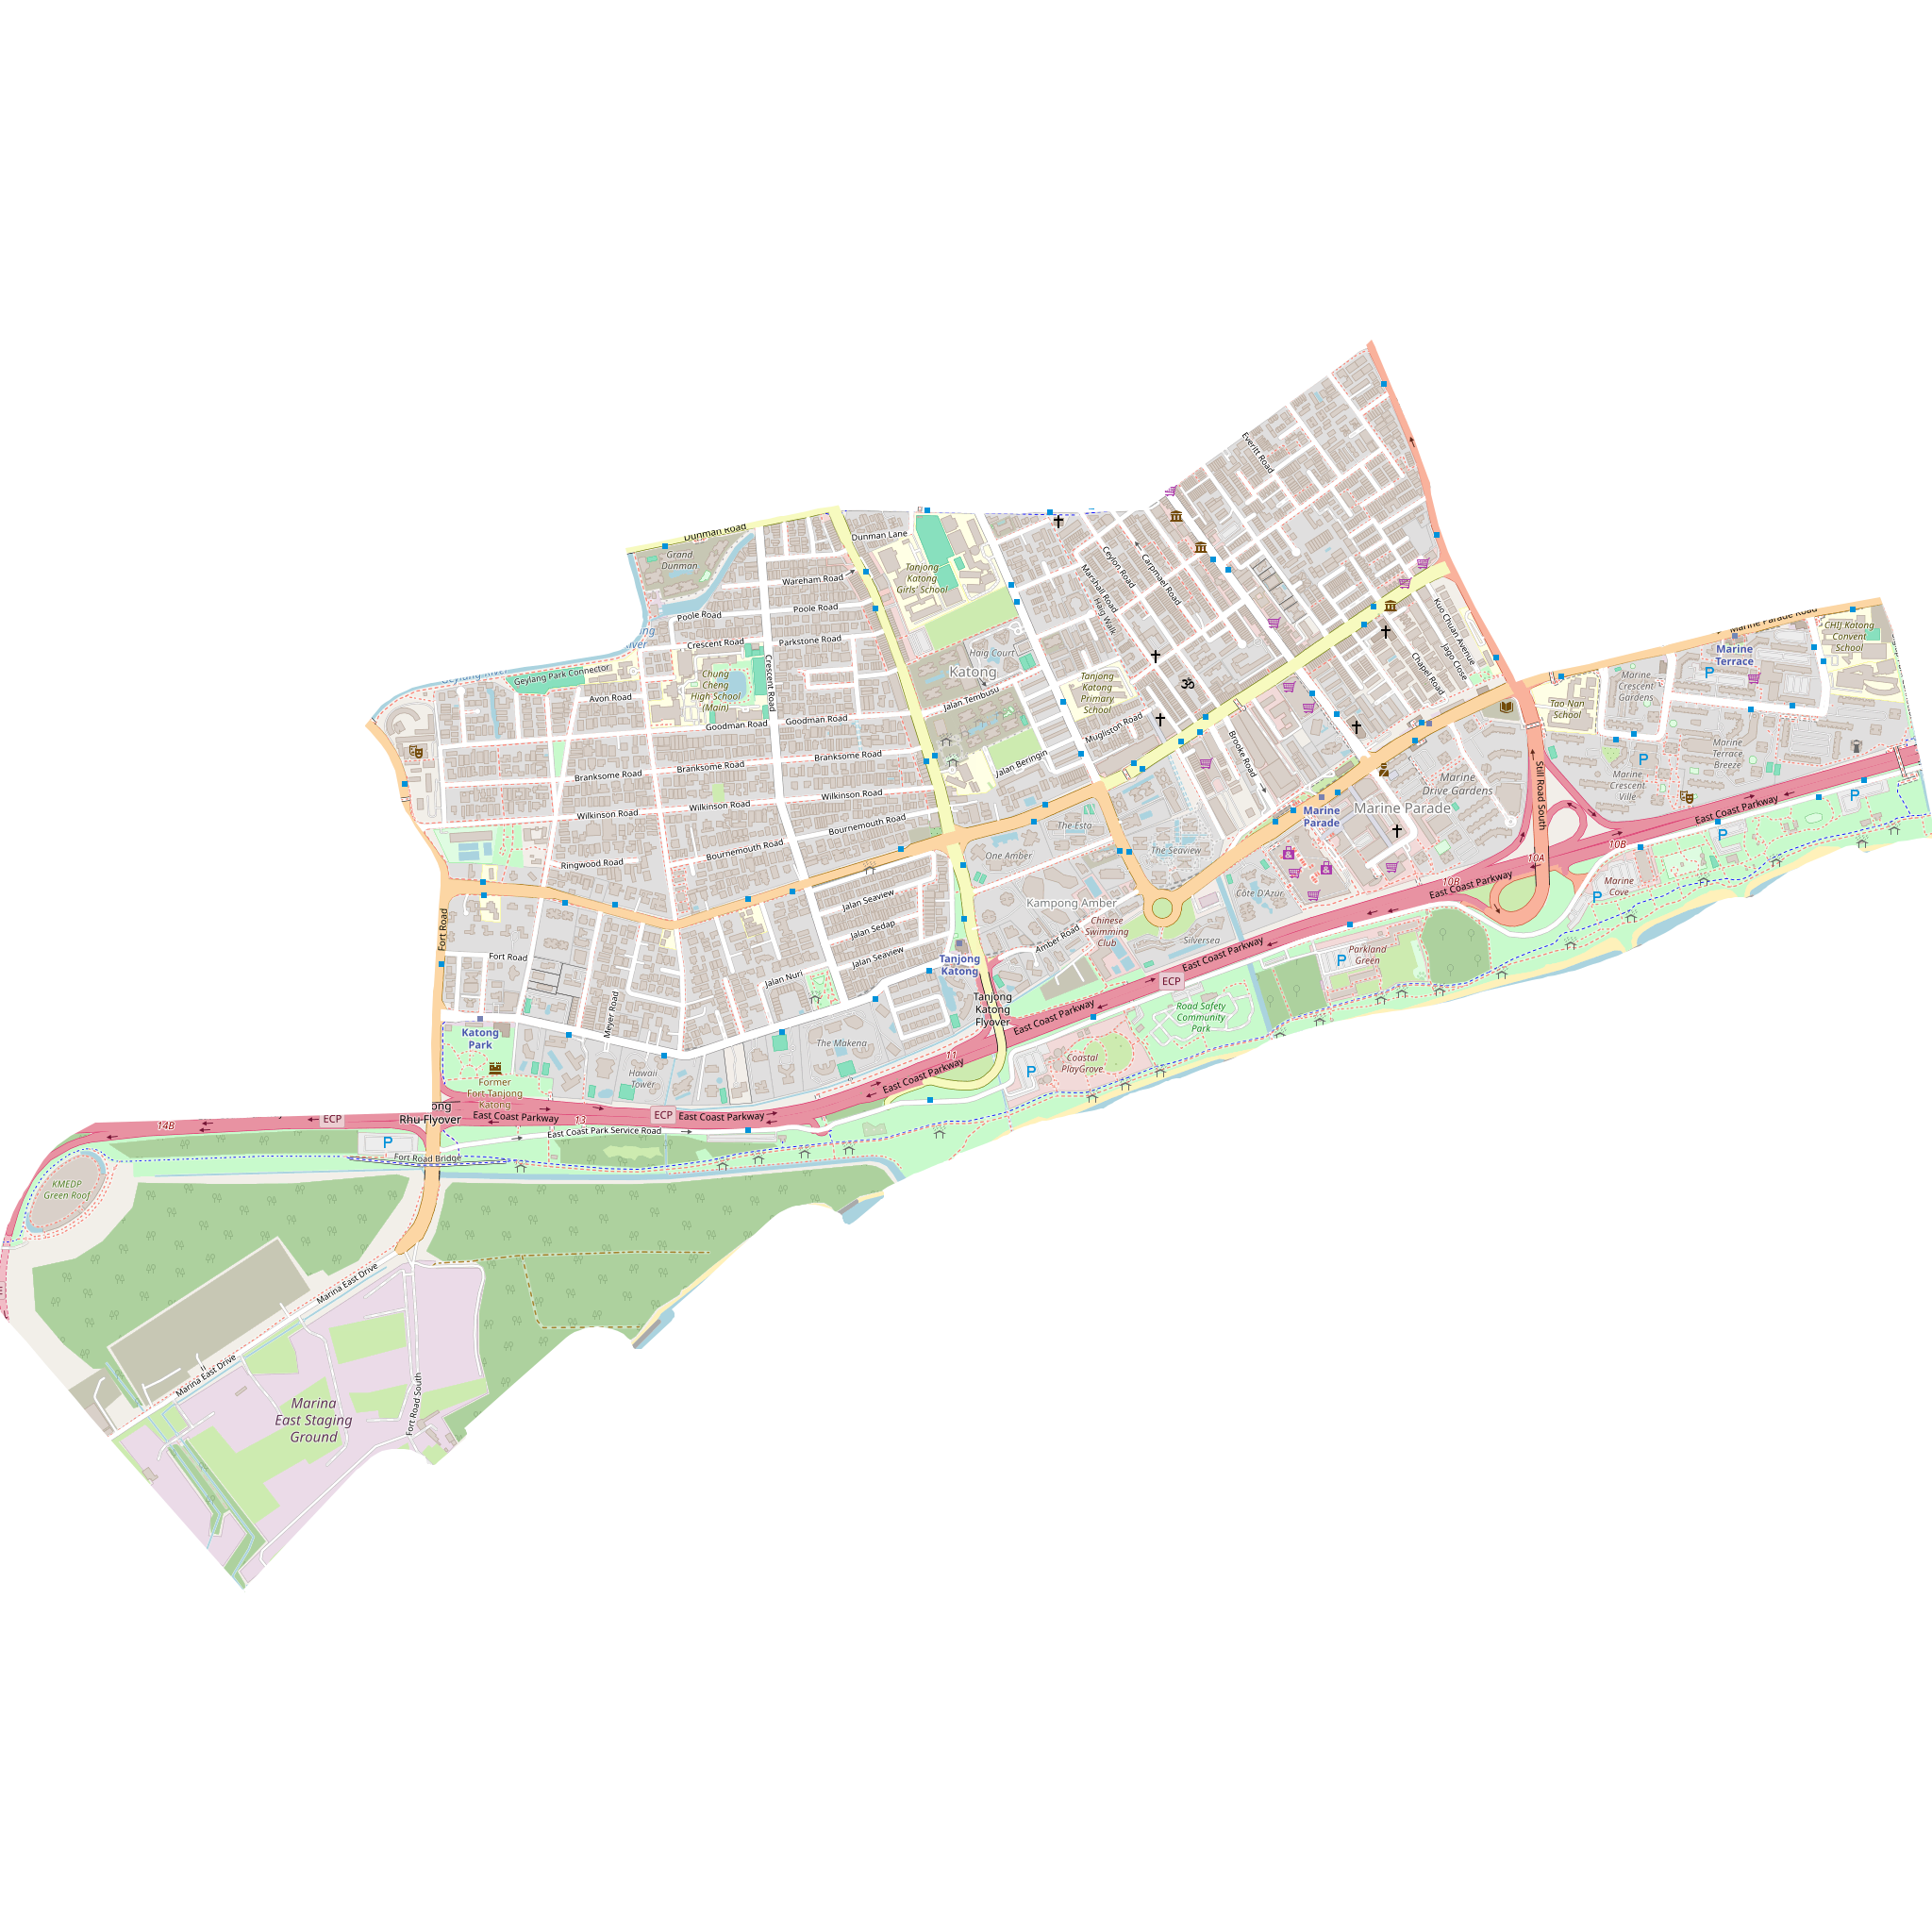 Everitt Road
Dunman Road
Dunman Lane
Grand
Dunman
Tanjong
Katong
Girls' School
Ceylon Road
Carpmael Road
Marshall Road
Haig Walk
Wareham Road
Poole Road
Poole Road
Parkstone Road
Crescent Road
Crescent Road
Kuo Chuan Avenue
Jago Close
Chapel Road
Marine Parade Road
CHIJ Katong
Convent
School
Marine
Terrace
P
Geylang River
Geylang Park Connector
Avon Road
Chung
Cheng
High School
(Main)
Goodman Road
Goodman Road
Haig Court
Katong
Jalan Tembusu
Tanjong
Katong
Primary
School
ॐ
Mugliston Road
Jalan Beringin
Brooke Road
Tao Nan
School
Marine
Crescent
Gardens
Marine
Terrace
Breeze
P
Marine
Crescent
Ville
Branksome Road
Branksome Road
Branksome Road
Wilkinson Road
Wilkinson Road
Wilkinson Road
Bournemouth Road
Bournemouth Road
Ringwood Road
The Esta
One Amber
The Seaview
Marine
Parade
Marine Parade
Marine
Drive Gardens
Still Road South
East Coast Parkway
P
P
10A
10B
10B
East Coast Parkway
Côte D'Azur
Marine
Cove
P
Kampong Amber
Chinese
Swimming
Club
Silversea
Amber Road
East Coast Parkway
Parkland
Green
P
Jalan Seaview
Jalan Sedap
Jalan Seaview
Jalan Nuri
Fort Road
Fort Road
Meyer Road
Tanjong
Katong
Tanjong
Katong
Flyover
ECP
East Coast Parkway
Road Safety
Community
Park
Katong
Park
The Makena
11
East Coast Parkway
Coastal
PlayGrove
P
Hawaii
Tower
Former
Fort Tanjong
Katong
Rhu Flyover
ECP
ECP
East Coast Parkway
13
East Coast Parkway
14B
East Coast Park Service Road
P
Fort Road Bridge
KMEDP
Green Roof
Marina East Drive
Marina East Drive
Fort Road South
Marina
East Staging
Ground